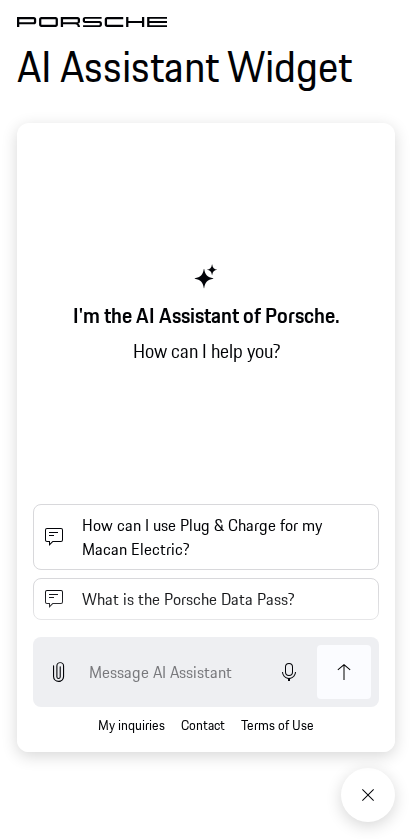 PORSCHE
AI Assistant Widget
I'm the AI Assistant of Porsche.
How can I help you?
How can I use Plug & Charge for my
Macan Electric?
What is the Porsche Data Pass?
Message AI Assistant
My inquiries Contact Terms of Use